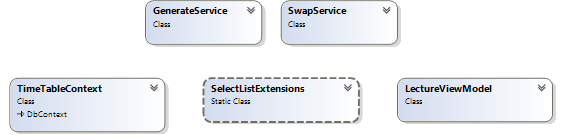 GenerateService
Class
SwapService
Class
TimeTableContext
Class
DbContext
SelectListExtensions
Static Class
LectureViewModel
Class